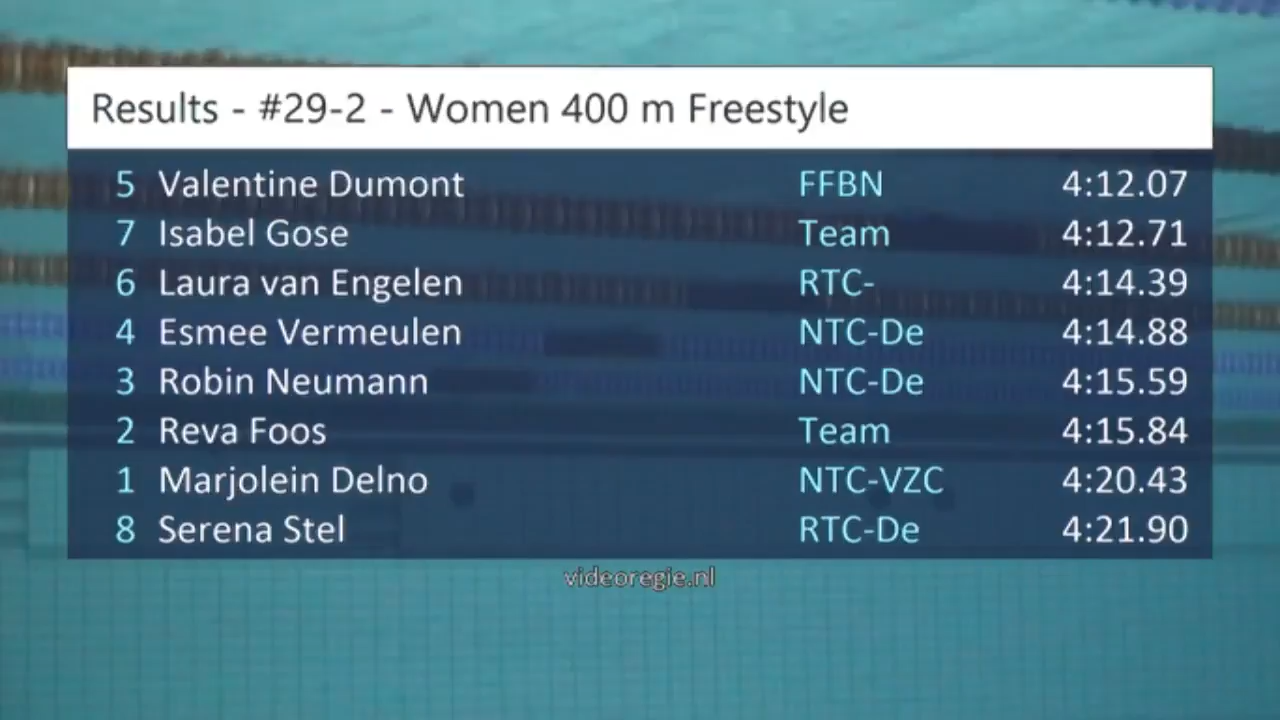 Results - #29-2 - Women 400 m Freestyle
5 Valentine Dumont FFBN 4:12.07
7 Isabel Gose Team 4:12.71
6 Laura van Engelen RTC- 4:14.39
4 Esmee Vermeulen NTC-De 4:14.88
3 Robin Neumann NTC-De 4:15.59
2 Reva Foos Team 4:15.84
1 Marjolein Delno NTC-VZC 4:20.43
8 Serena Stel RTC-De 4:21.90
videoregie.nl